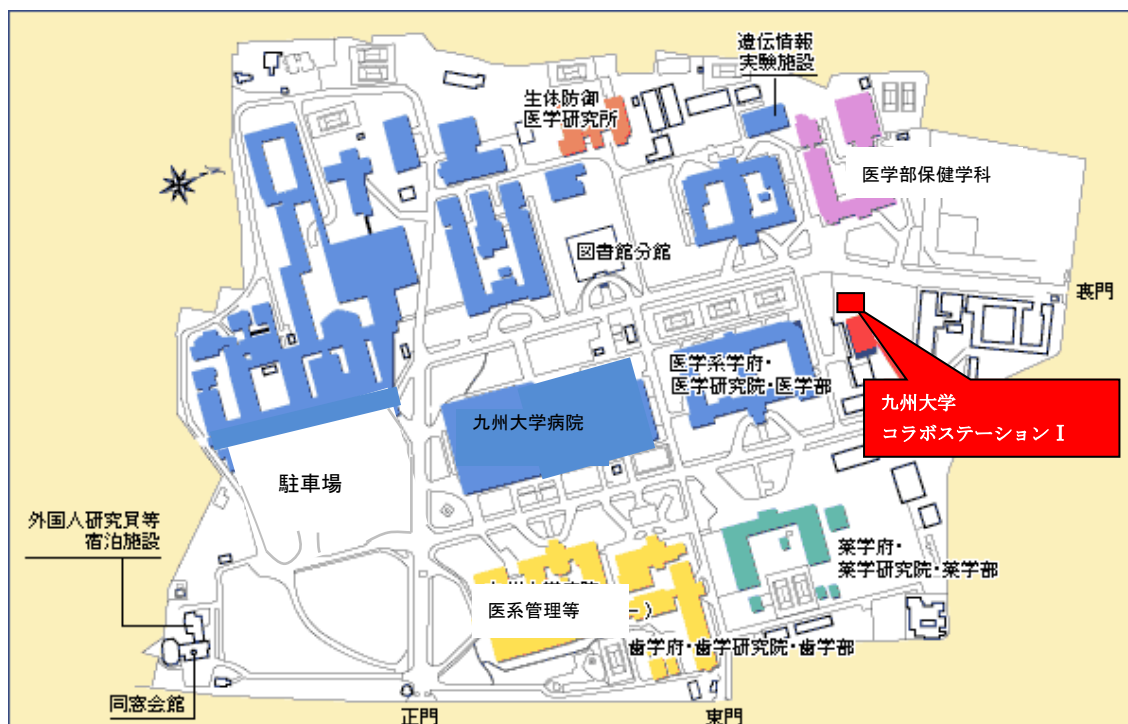 遺伝情報
実験施設
生体防御
医学研究所
医学部保健学科
図書館分館
裏門
医学系学府・
医学研究院・医学部
九州大学
コラボステーションⅠ
九州大学病院
駐車場
外国人研究員等
宿泊施設
薬学府・
薬学研究院・薬学部
医系管理等
ー）
歯学府・歯学研究院・歯学部
同窓会館
正門
東門